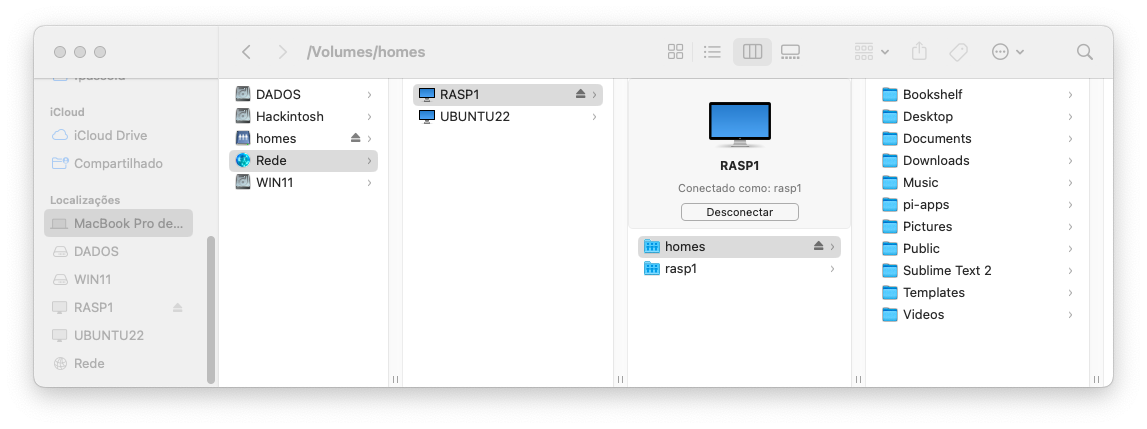 /Volumes/homes
iCloud
iCloud Drive
Compartilhado
Localizações
MacBook Pro de...
DADOS
WIN11
RASP1
UBUNTU22
Rede
DADOS
Hackintosh
homes
Rede
WIN11
RASP1
UBUNTU22
RASP1
Conectado como: rasp1
Desconectar
homes
rasp1
Bookshelf
Desktop
Documents
Downloads
Music
pi-apps
Pictures
Public
Sublime Text 2
Templates
Videos